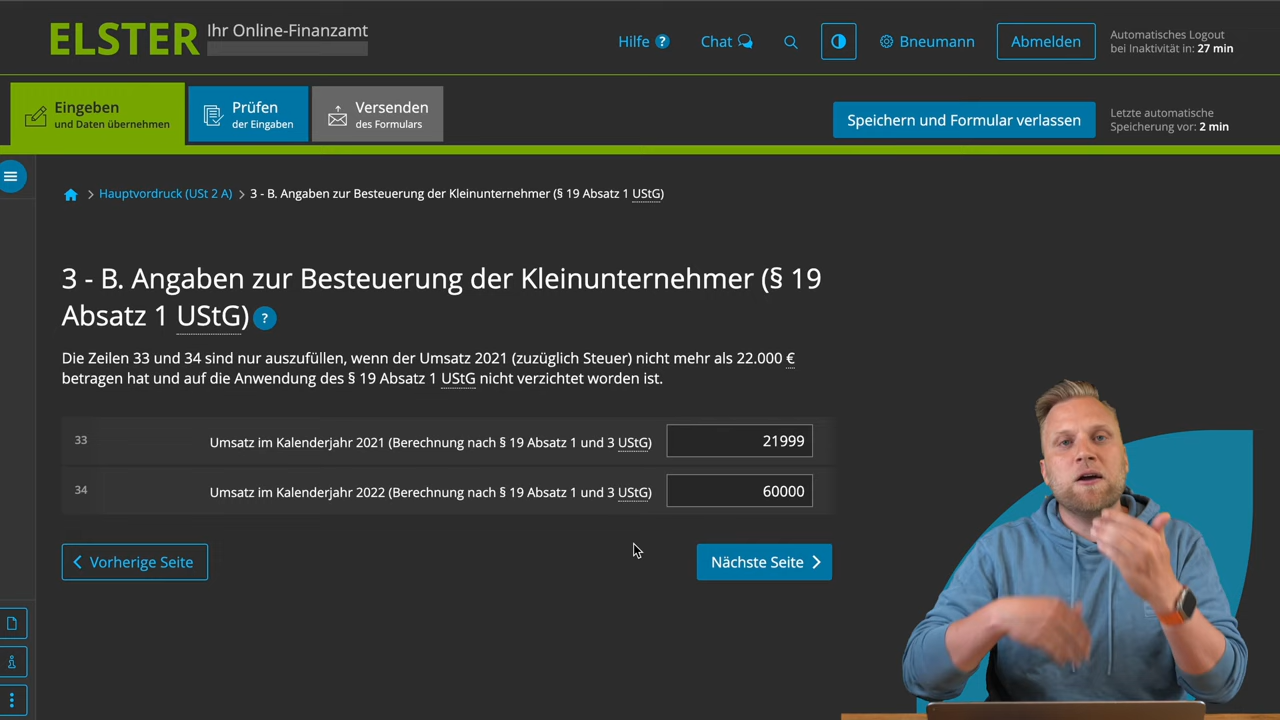 ELSTER
Ihr Online-Finanzamt
Hilfe ?
Chat
Bneumann
Abmelden
Automatisches Logout
bei Inaktivität in: 27 min
Eingeben
und Daten übernehmen
Prüfen
der Eingaben
Versenden
des Formulars
Speichern und Formular verlassen
Letzte automatische
Speicherung vor: 2 min
Hauptvordruck (USt 2 A) > 3 - B. Angaben zur Besteuerung der Kleinunternehmer (§ 19 Absatz 1 UStG)
3 - B. Angaben zur Besteuerung der Kleinunternehmer (§ 19
Absatz 1 UStG) ?
Die Zeilen 33 und 34 sind nur auszufüllen, wenn der Umsatz 2021 (zuzüglich Steuer) nicht mehr als 22.000 €
betragen hat und auf die Anwendung des § 19 Absatz 1 UStG nicht verzichtet worden ist.
33 Umsatz im Kalenderjahr 2021 (Berechnung nach § 19 Absatz 1 und 3 UStG) 21999
34 Umsatz im Kalenderjahr 2022 (Berechnung nach § 19 Absatz 1 und 3 UStG) 60000
Vorherige Seite
Nächste Seite